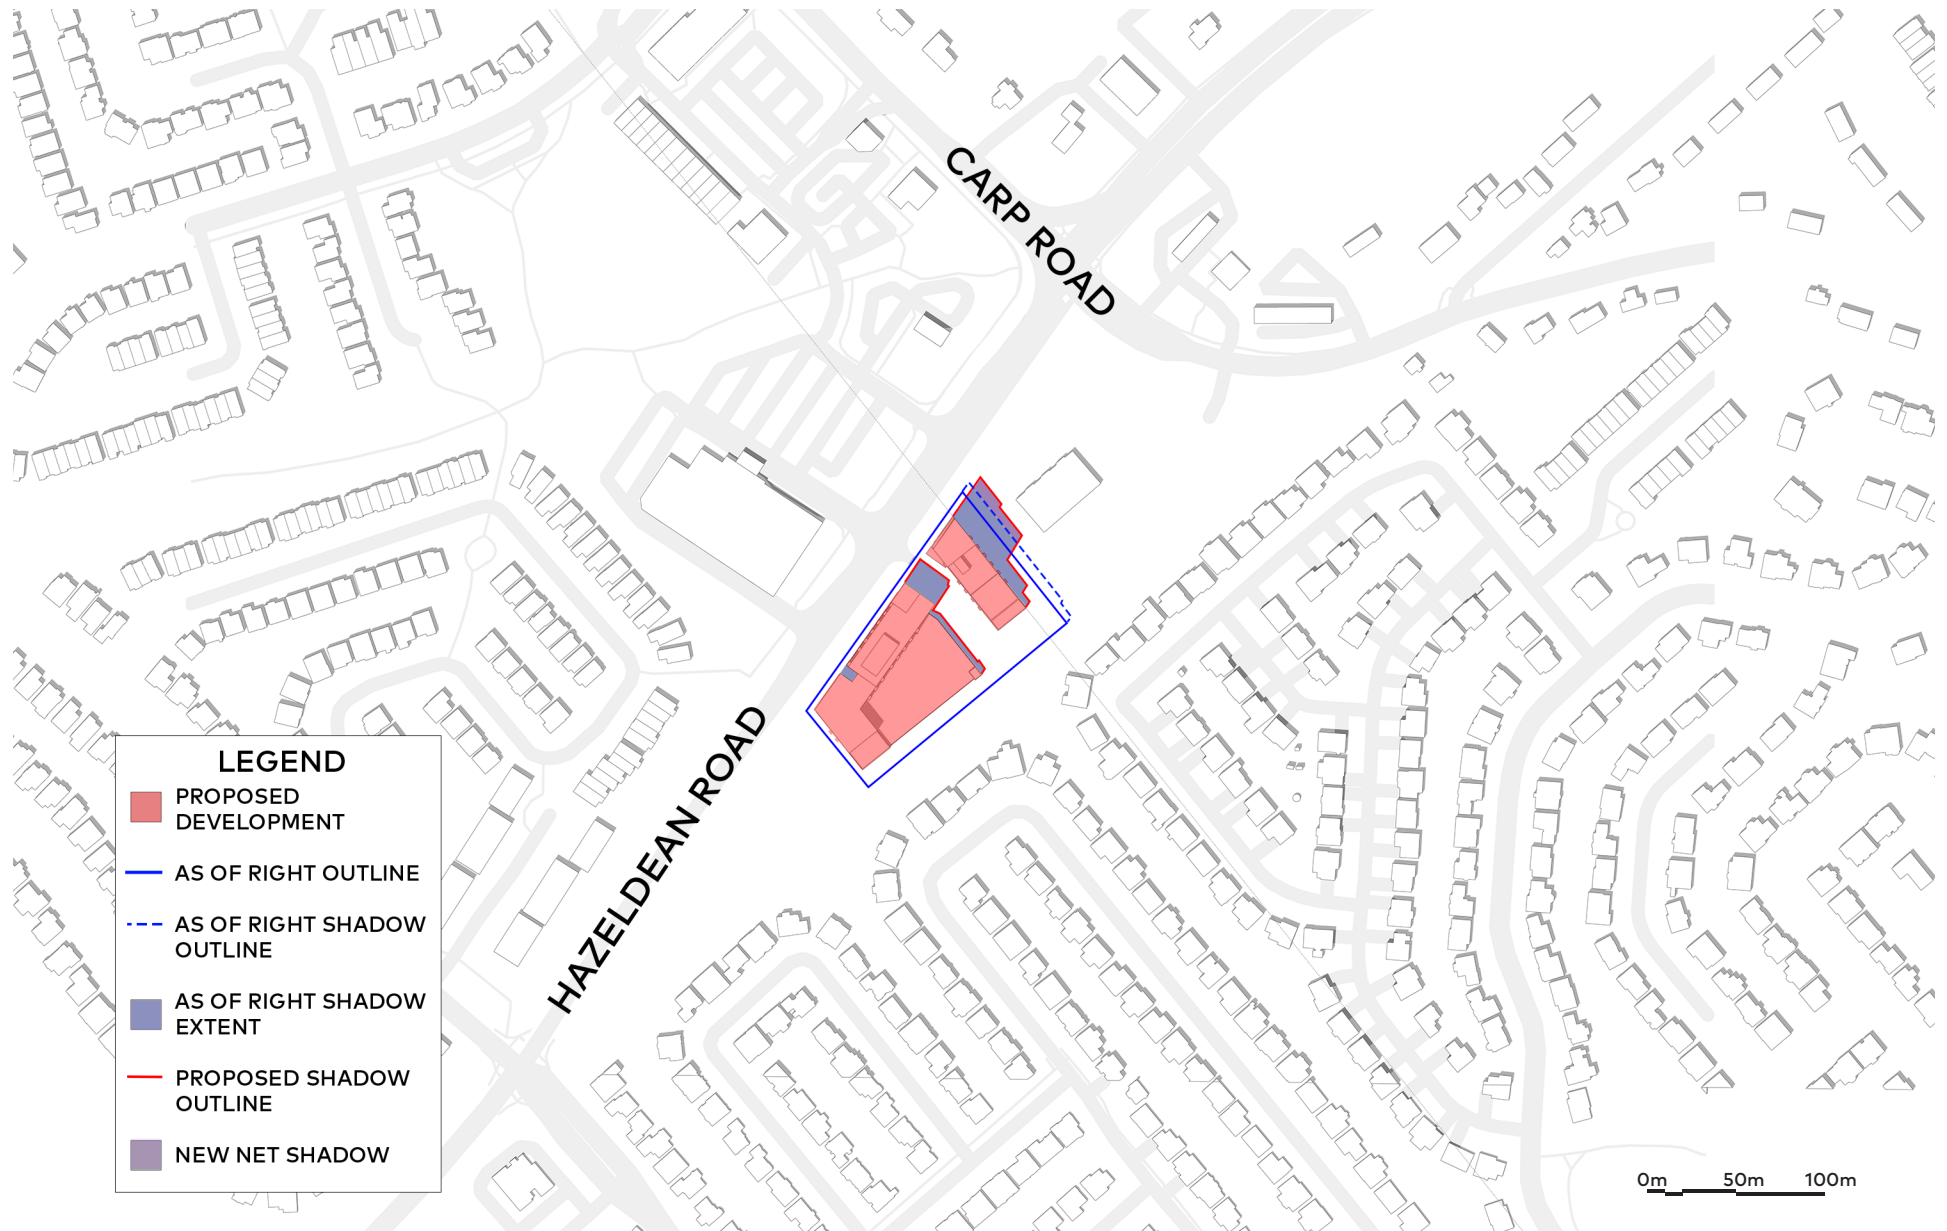 CARP ROAD
HAZELDEAN ROAD
LEGEND
PROPOSED
DEVELOPMENT
AS OF RIGHT OUTLINE
AS OF RIGHT SHADOW
OUTLINE
AS OF RIGHT SHADOW
EXTENT
PROPOSED SHADOW
OUTLINE
NEW NET SHADOW
0m 50m 100m